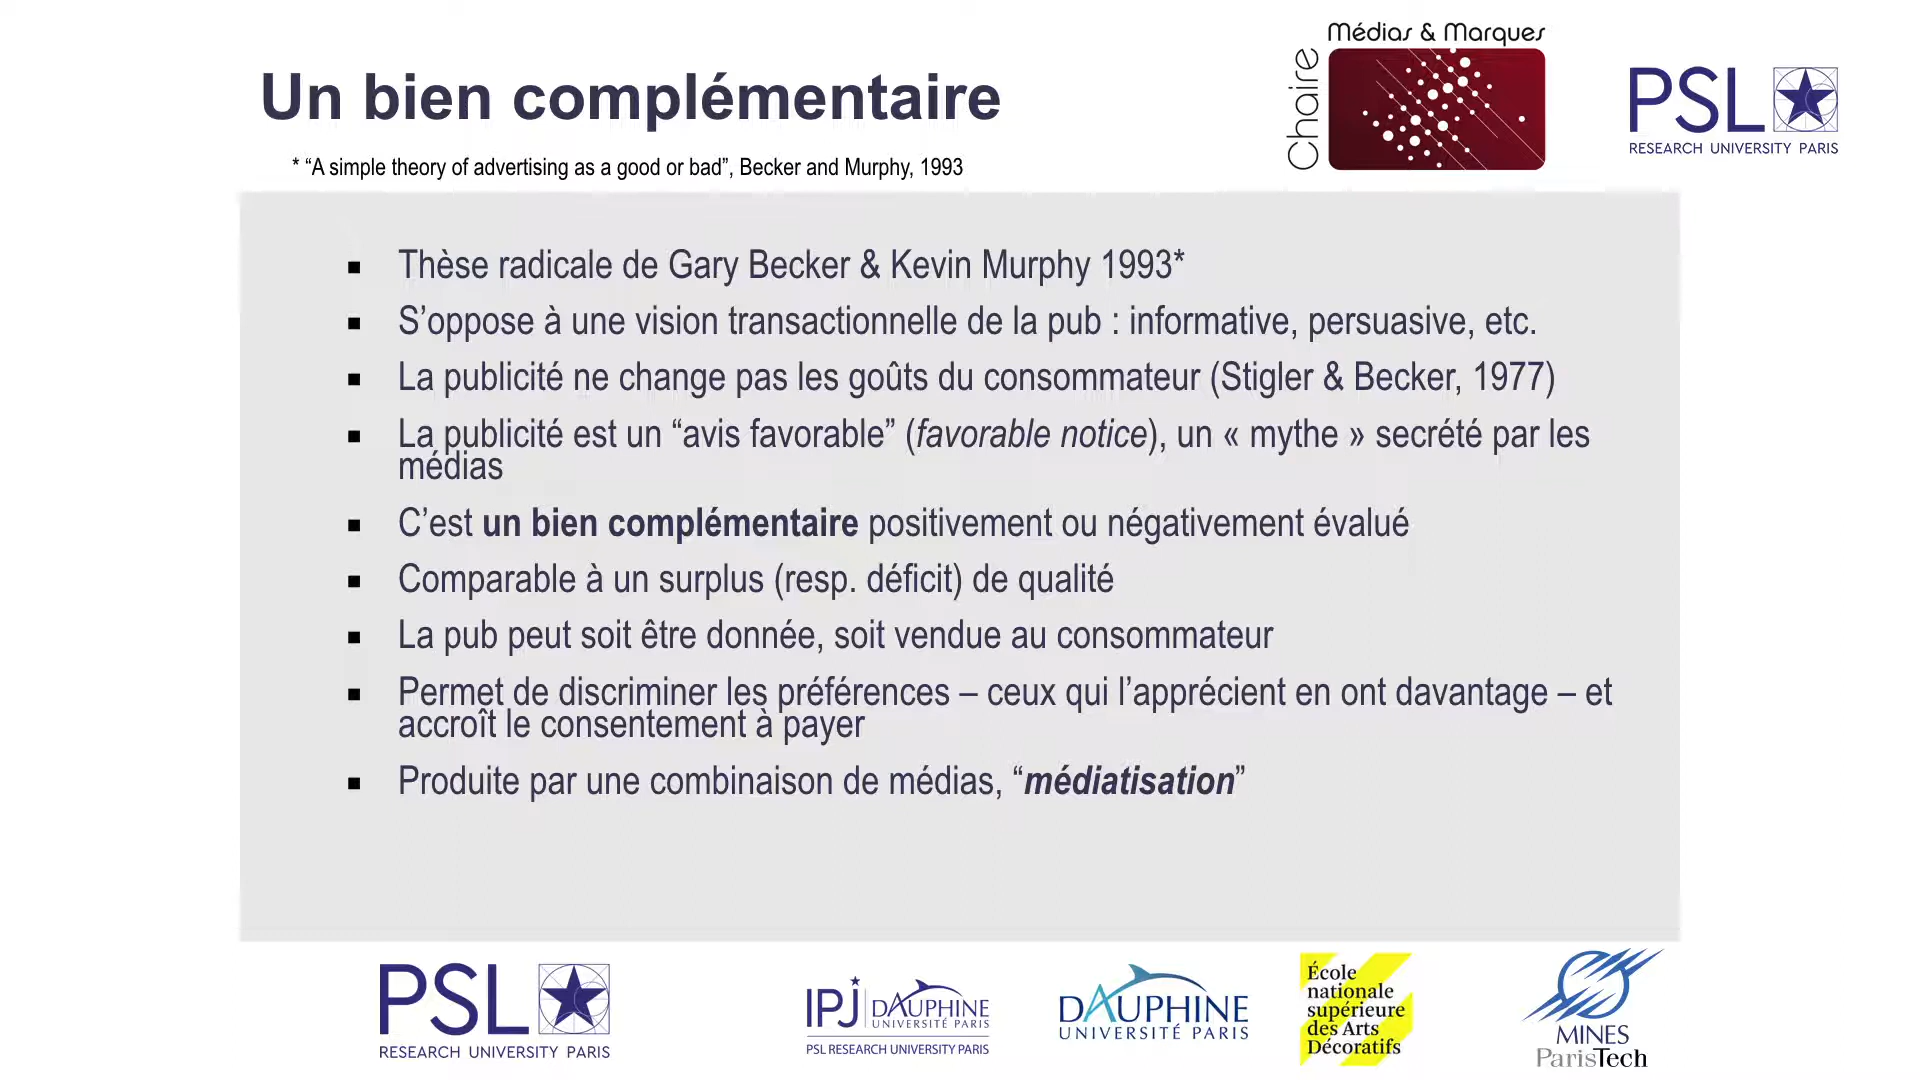 Un bien complémentaire
* “A simple theory of advertising as a good or bad”, Becker and Murphy, 1993
Chaire
Médias & Marques
PSL
RESEARCH UNIVERSITY PARIS
▪ Thèse radicale de Gary Becker & Kevin Murphy 1993*
▪ S’oppose à une vision transactionnelle de la pub : informative, persuasive, etc.
▪ La publicité ne change pas les goûts du consommateur (Stigler & Becker, 1977)
▪ La publicité est un “avis favorable” (favorable notice), un « mythe » secrété par les
médias
▪ C’est un bien complémentaire positivement ou négativement évalué
▪ Comparable à un surplus (resp. déficit) de qualité
▪ La pub peut soit être donnée, soit vendue au consommateur
▪ Permet de discriminer les préférences – ceux qui l’apprécient en ont davantage – et
accroît le consentement à payer
▪ Produite par une combinaison de médias, “médiatisation”
PSL
RESEARCH UNIVERSITY PARIS
IPJ DAUPHINE
UNIVERSITÉ PARIS
PSL RESEARCH UNIVERSITY PARIS
DAUPHINE
UNIVERSITÉ PARIS
École
nationale
supérieure
des Arts
Décoratifs
MINES
ParisTech